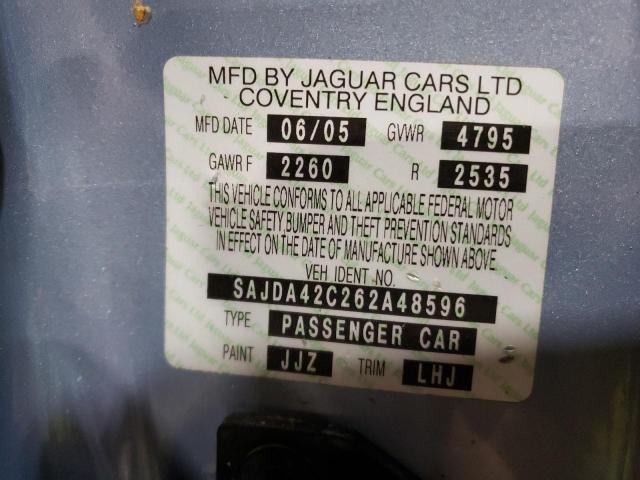 MFD BY JAGUAR CARS LTD
COVENTRY ENGLAND
MFD DATE 06/05 GVWR 4795
GAWR F 2260 R 2535
THIS VEHICLE CONFORMS TO ALL APPLICABLE FEDERAL MOTOR
VEHICLE SAFETY,BUMPER AND THEFT PREVENTION STANDARDS
IN EFFECT ON THE DATE OF MANUFACTURE SHOWN ABOVE.
VEH IDENT NO.
SAJDA42C262A48596
TYPE PASSENGER CAR
PAINT JJZ TRIM LHJ